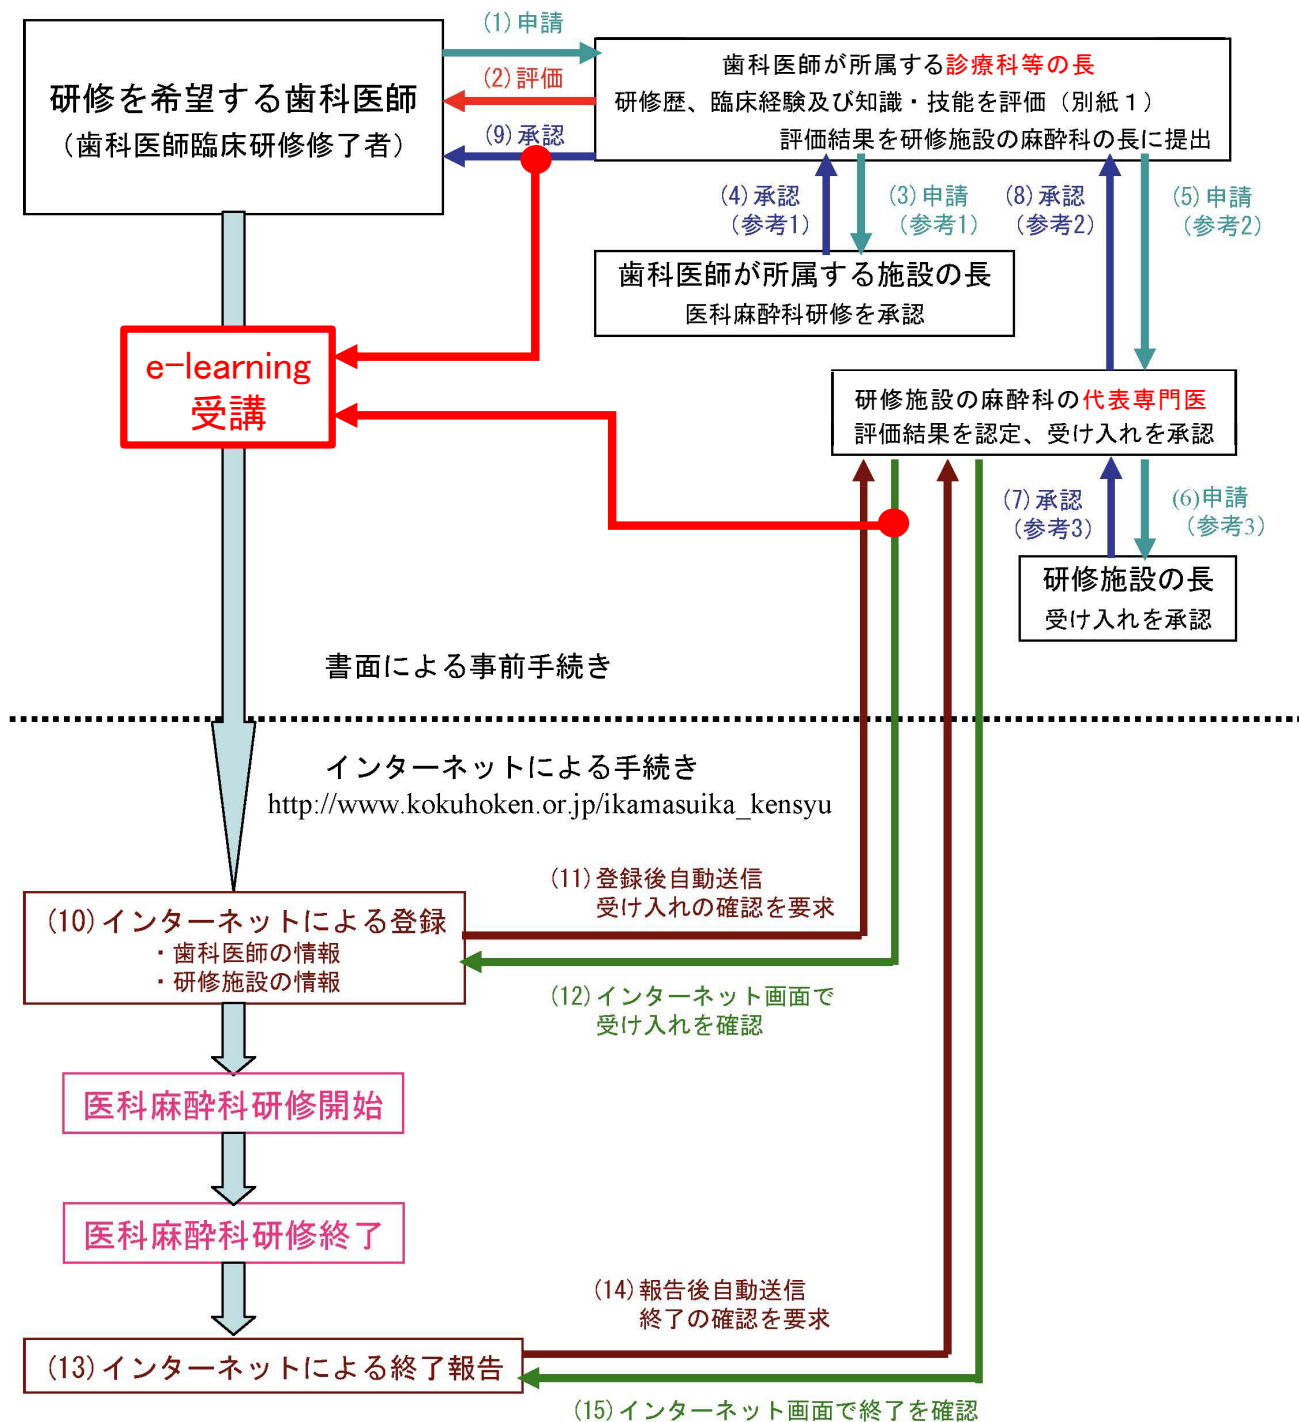 (1)申請
研修を希望する歯科医師
(歯科医師臨床研修修了者)
(2)評価
(9)承認
歯科医師が所属する診療科等の長
研修歴、臨床経験及び知識・技能を評価（別紙１）
評価結果を研修施設の麻酔科の長に提出
(4)承認
(参考1)
(3)申請
(参考1)
(8)承認
(参考2)
(5)申請
(参考2)
歯科医師が所属する施設の長
医科麻酔科研修を承認
e-learning
受講
研修施設の麻酔科の代表専門医
評価結果を認定、受け入れを承認
(7)承認
(参考3)
(6)申請
(参考3)
研修施設の長
受け入れを承認
書面による事前手続き
インターネットによる手続き
http://www.kokuhoken.or.jp/ikamasuika_kensyu
(11)登録後自動送信
受け入れの確認を要求
(10)インターネットによる登録
・歯科医師の情報
・研修施設の情報
(12)インターネット画面で
受け入れを確認
医科麻酔科研修開始
医科麻酔科研修終了
(14)報告後自動送信
終了の確認を要求
(13)インターネットによる終了報告
(15)インターネット画面で終了を確認